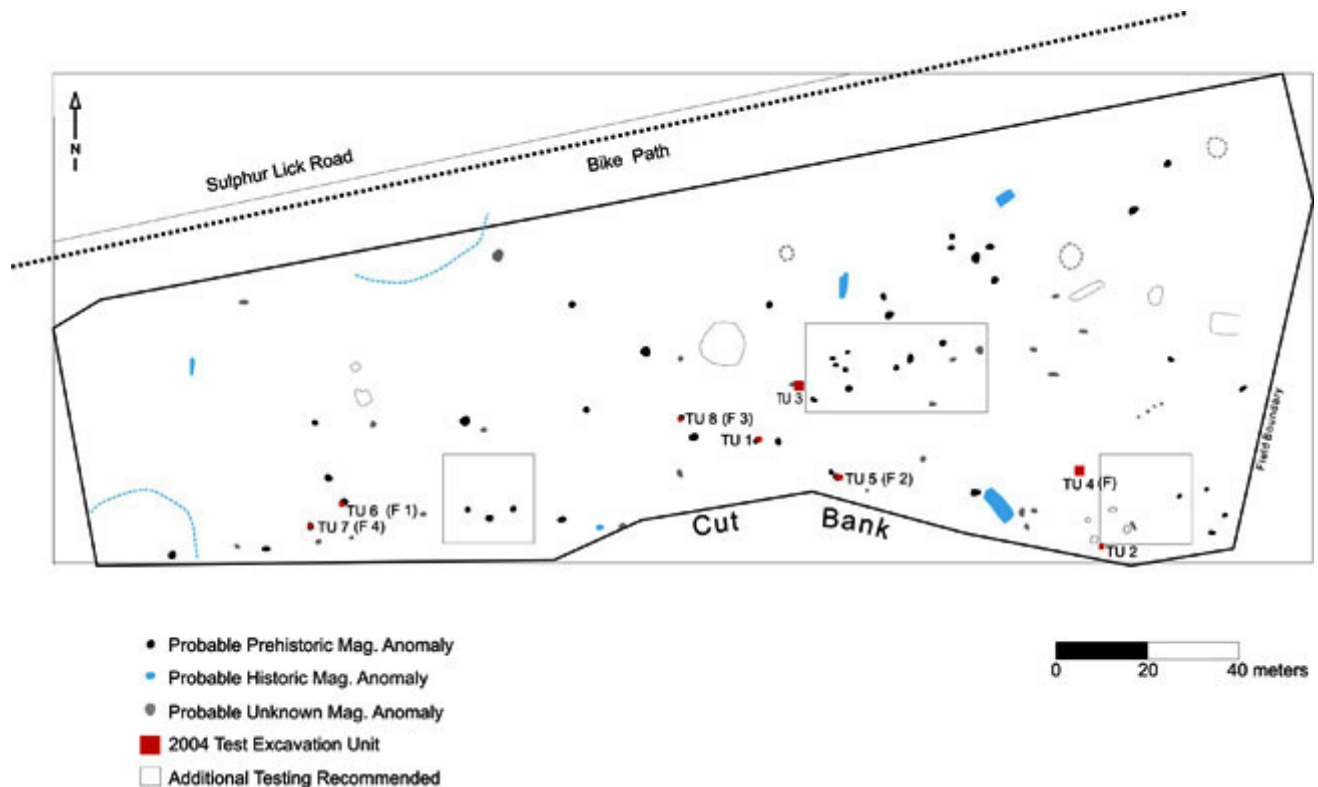 N
Sulphur Lick Road
Bike Path
TU 3
TU 8 (F 3)
TU 1
Field Boundary
TU 4 (F)
TU 5 (F 2)
TU 6 (F 1)
TU 7 (F 4)
Cut Bank
TU 2
Probable Prehistoric Mag. Anomaly
Probable Historic Mag. Anomaly
Probable Unknown Mag. Anomaly
2004 Test Excavation Unit
Additional Testing Recommended
0 20 40 meters